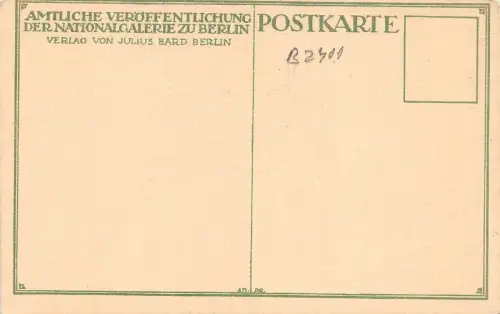 AMTLICHE VERÖFFENTLICHUNG
DER NATIONALGALERIE ZU BERLIN
VERLAG VON JULIUS BARD BERLIN
POSTKARTE